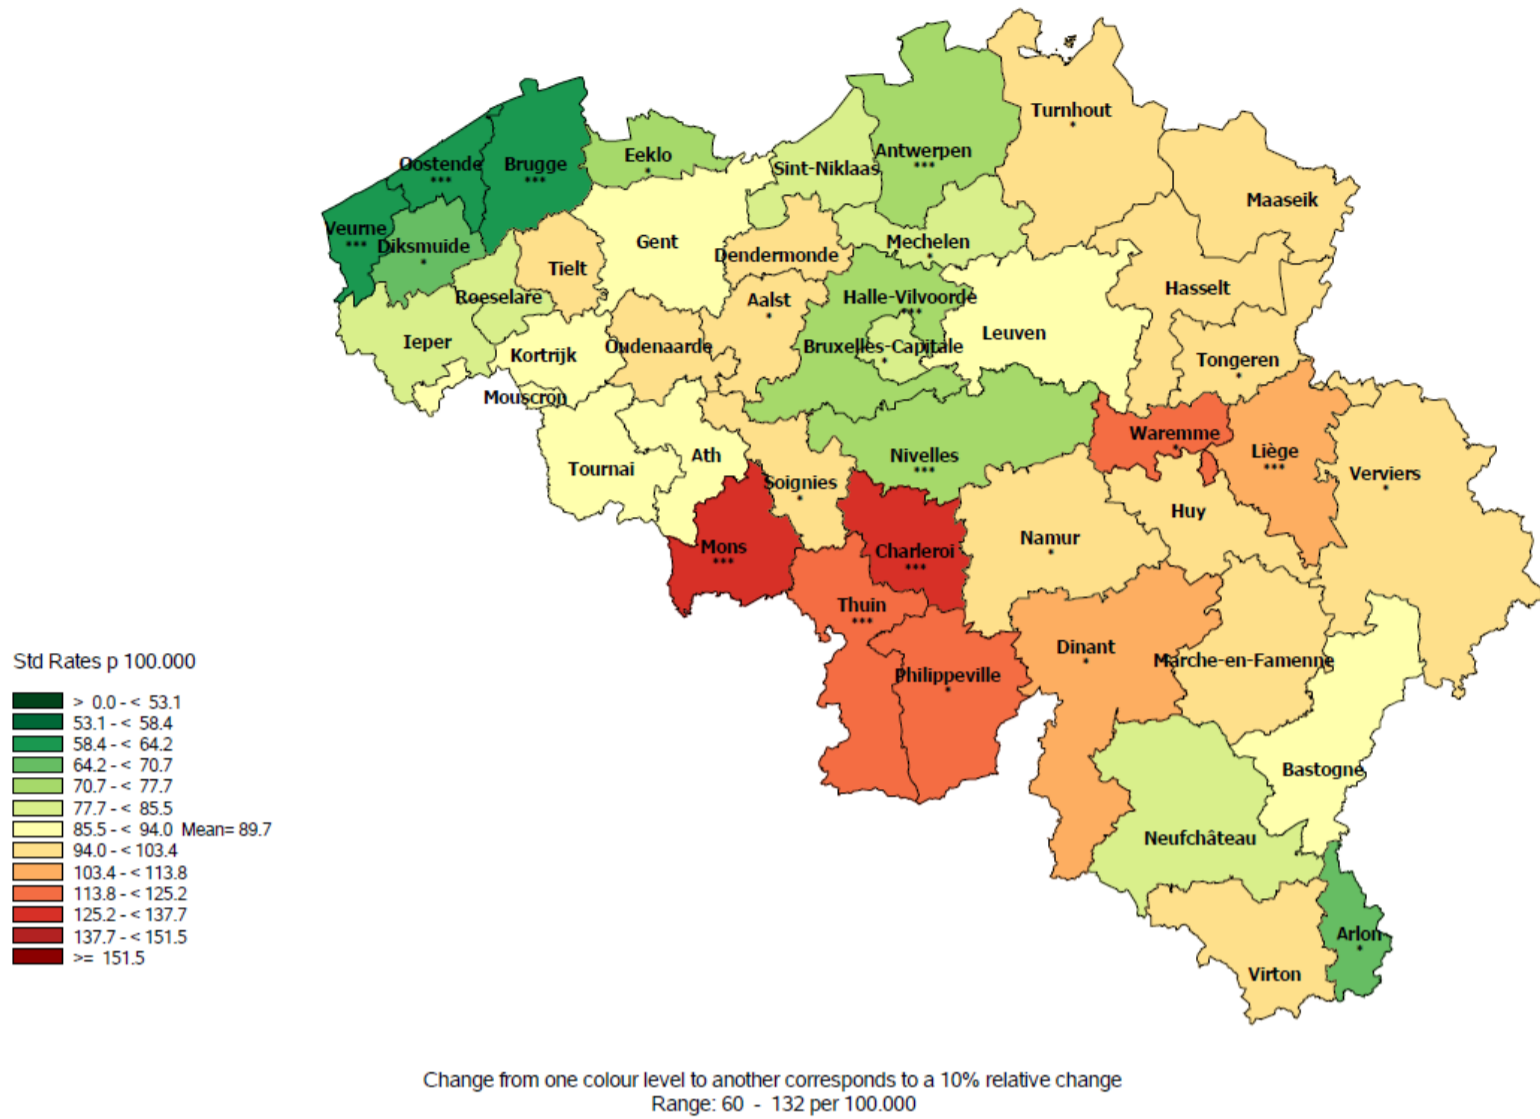 Turnhout
*
Antwerpen
***
Eeklo
*
Sint-Niklaas
Oostende
***
Brugge
***
Maaseik
Veurne
***
Diksmuide
*
Gent
Mechelen
*
Dendermonde
Tielt
Hasselt
Roeselare
Halle-Vilvoorde
***
Aalst
*
Leuven
Ieper
Kortrijk
Oudenaarde
Bruxelles-Capitale
*
Tongeren
*
Mouscron
Waremme
*
Liège
***
Ath
Nivelles
***
Tournai
Verviers
*
Soignies
*
Huy
Namur
*
Mons
***
Charleroi
***
Thuin
***
Dinant
*
Marche-en-Famenne
Philippeville
*
Bastogne
Neufchâteau
Arlon
*
Virton
Std Rates p 100.000
> 0.0 - < 53.1
53.1 - < 58.4
58.4 - < 64.2
64.2 - < 70.7
70.7 - < 77.7
77.7 - < 85.5
85.5 - < 94.0 Mean= 89.7
94.0 - < 103.4
103.4 - < 113.8
113.8 - < 125.2
125.2 - < 137.7
137.7 - < 151.5
>= 151.5
Change from one colour level to another corresponds to a 10% relative change
Range: 60 - 132 per 100.000